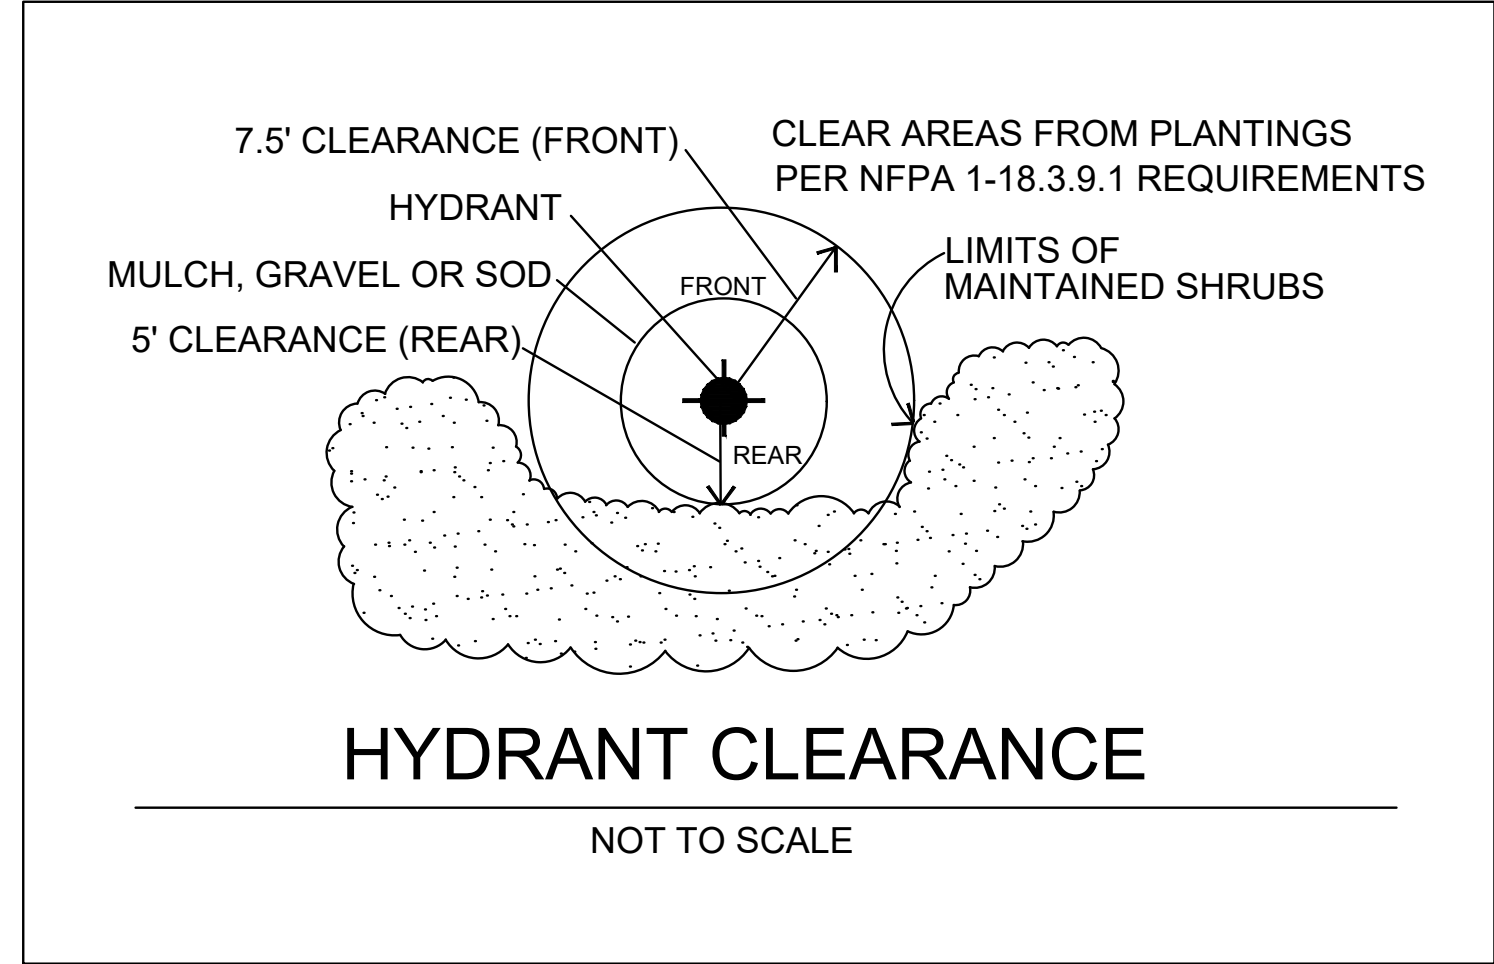 7.5' CLEARANCE (FRONT)
CLEAR AREAS FROM PLANTINGS
PER NFPA 1-18.3.9.1 REQUIREMENTS
HYDRANT
LIMITS OF
MAINTAINED SHRUBS
MULCH, GRAVEL OR SOD
FRONT
5' CLEARANCE (REAR)
REAR
HYDRANT CLEARANCE
NOT TO SCALE